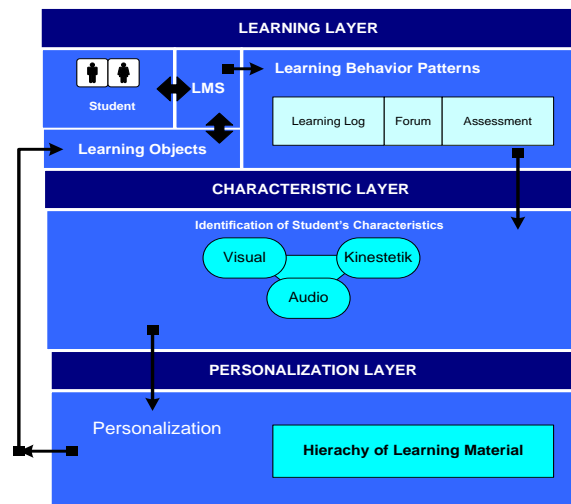 LEARNING LAYER
Student
LMS
Learning Behavior Patterns
Learning Log
Forum
Assessment
Learning Objects
CHARACTERISTIC LAYER
Identification of Student's Characteristics
Visual
Kinestetik
Audio
PERSONALIZATION LAYER
Personalization
Hierachy of Learning Material